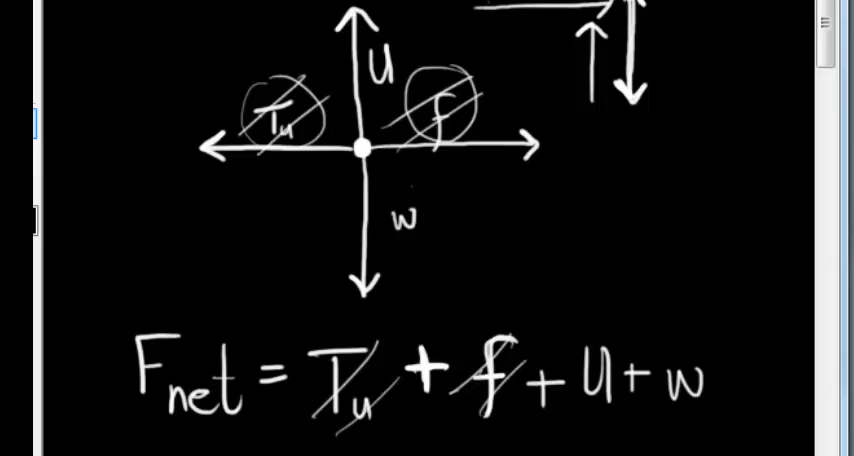 U
Tu f
w
Fnet = Tu + f + U + w